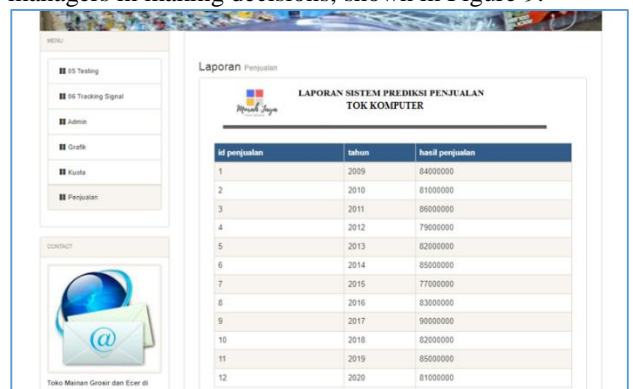 managers in making decisions, shown in Figure 9.
MENU
05 Testing
06 Tracking Signal
Admin
Grafik
Kuota
Penjualan
CONTACT
@
Toko Mainan Grosir dan Ecer di
Laporan Penjualan
Murah Jaya
LAPORAN SISTEM PREDIKSI PENJUALAN
TOK KOMPUTER
id penjualan tahun hasil penjualan
1 2009 84000000
2 2010 81000000
3 2011 86000000
4 2012 79000000
5 2013 82000000
6 2014 85000000
7 2015 77000000
8 2016 83000000
9 2017 90000000
10 2018 82000000
11 2019 85000000
12 2020 81000000